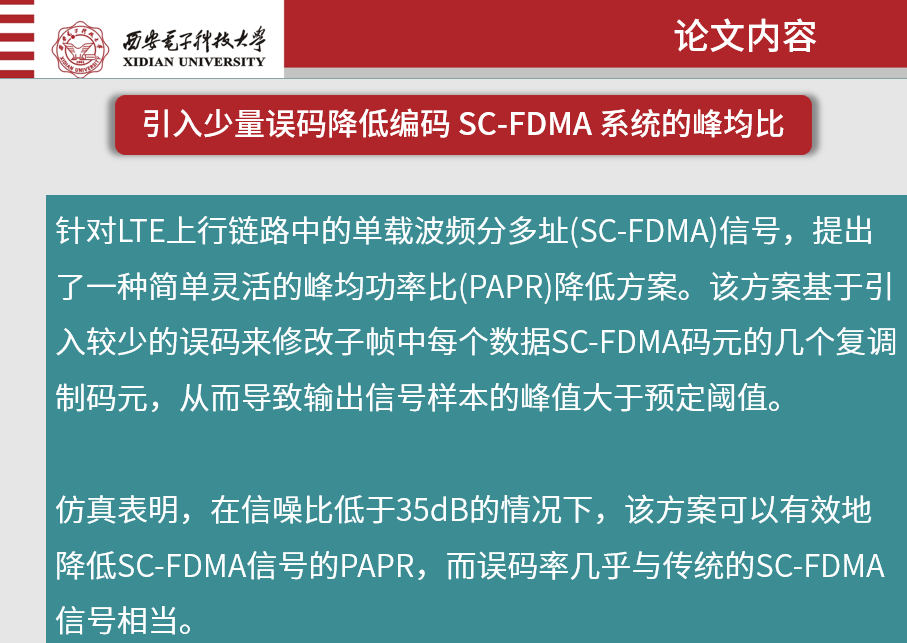 西安电子科技大学
XIDIAN UNIVERSITY
论文内容
引入少量误码降低编码 SC-FDMA 系统的峰均比
针对LTE上行链路中的单载波频分多址(SC-FDMA)信号，提出
了一种简单灵活的峰均功率比(PAPR)降低方案。该方案基于引
入较少的误码来修改子帧中每个数据SC-FDMA码元的几个复调
制码元，从而导致输出信号样本的峰值大于预定阈值。
仿真表明，在信噪比低于35dB的情况下，该方案可以有效地
降低SC-FDMA信号的PAPR，而误码率几乎与传统的SC-FDMA
信号相当。